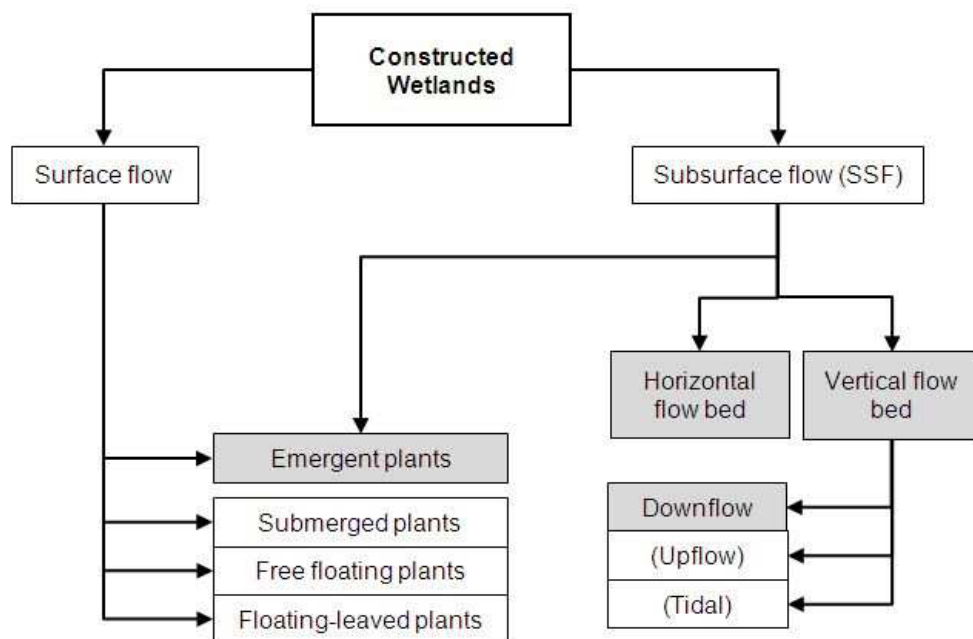 Constructed
Wetlands
Surface flow
Subsurface flow (SSF)
Horizontal
flow bed
Vertical flow
bed
Emergent plants
Submerged plants
Free floating plants
Floating-leaved plants
Downflow
(Upflow)
(Tidal)